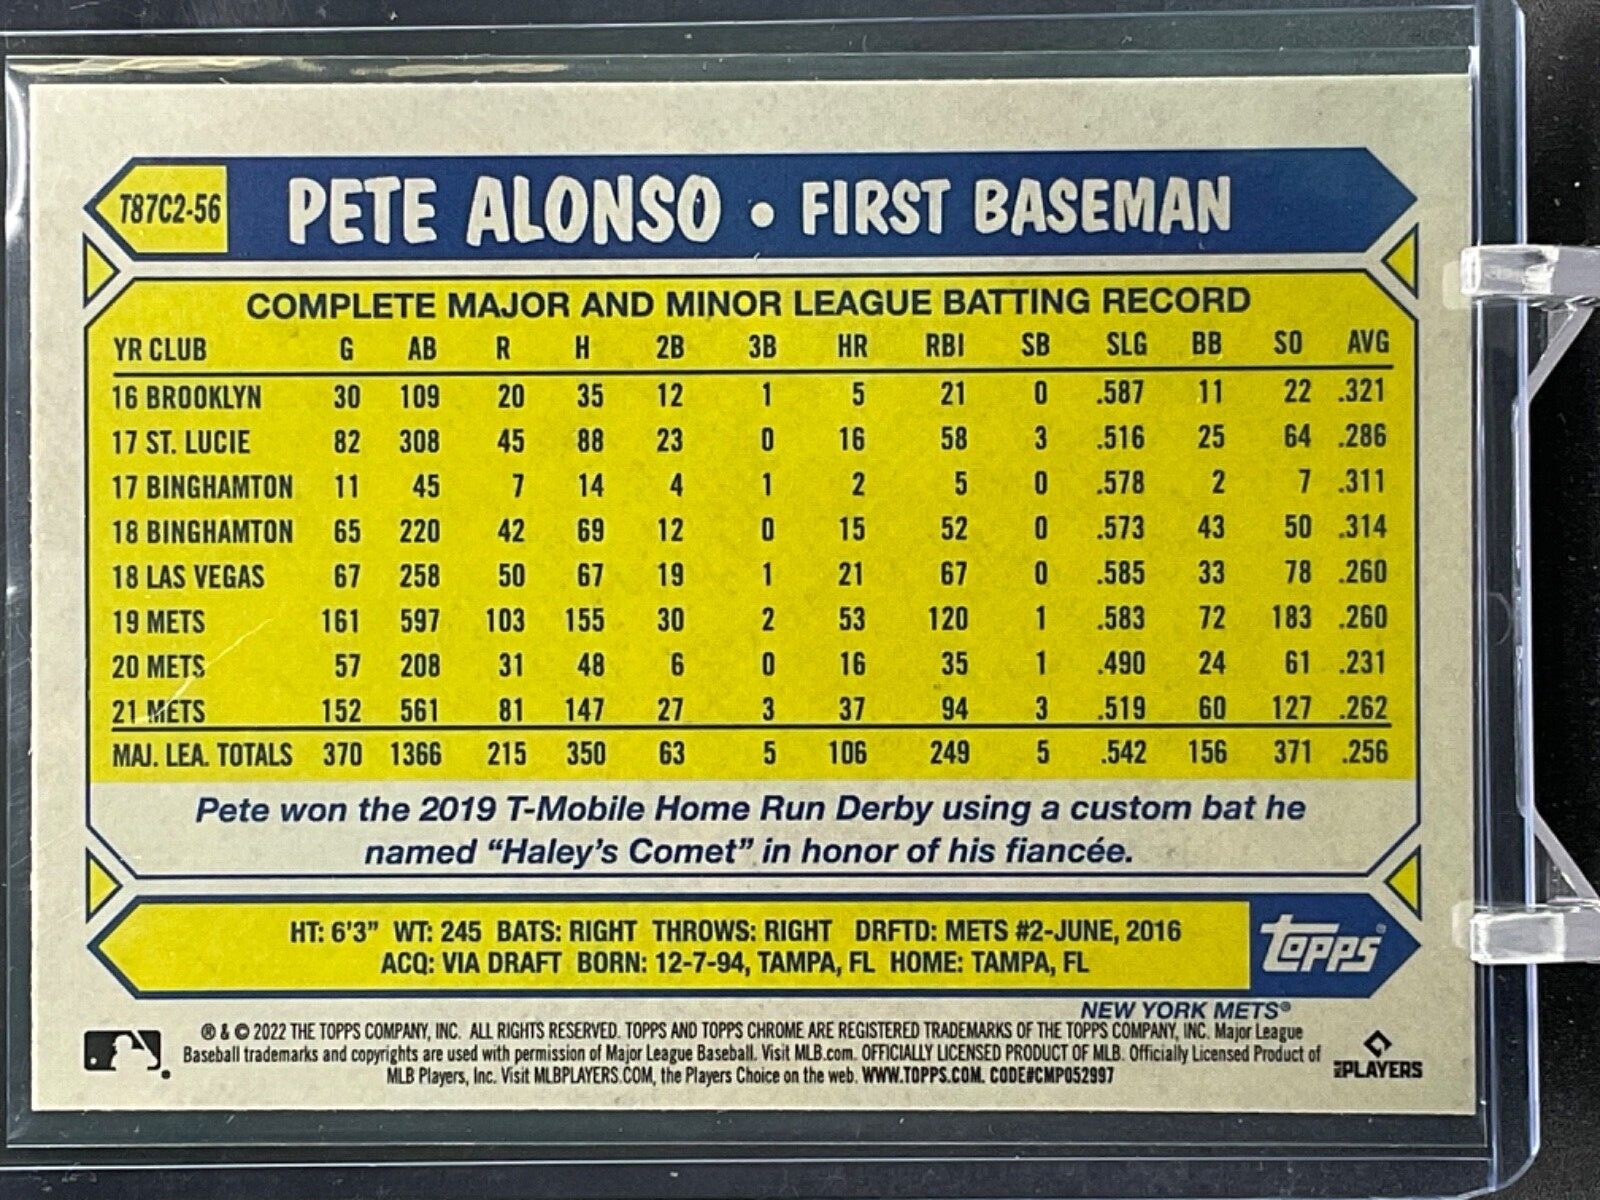 T87C2-56 PETE ALONSO • FIRST BASEMAN
COMPLETE MAJOR AND MINOR LEAGUE BATTING RECORD
YR CLUB G AB R H 2B 3B HR RBI SB SLG BB SO AVG
16 BROOKLYN 30 109 20 35 12 1 5 21 0 .587 11 22 .321
17 ST. LUCIE 82 308 45 88 23 0 16 58 3 .516 25 64 .286
17 BINGHAMTON 11 45 7 14 4 1 2 5 0 .578 2 7 .311
18 BINGHAMTON 65 220 42 69 12 0 15 52 0 .573 43 50 .314
18 LAS VEGAS 67 258 50 67 19 1 21 67 0 .585 33 78 .260
19 METS 161 597 103 155 30 2 53 120 1 .583 72 183 .260
20 METS 57 208 31 48 6 0 16 35 1 .490 24 61 .231
21 METS 152 561 81 147 27 3 37 94 3 .519 60 127 .262
MAJ. LEA. TOTALS 370 1366 215 350 63 5 106 249 5 .542 156 371 .256
Pete won the 2019 T-Mobile Home Run Derby using a custom bat he
named “Haley’s Comet” in honor of his fiancée.
HT: 6'3" WT: 245 BATS: RIGHT THROWS: RIGHT DRFTD: METS #2-JUNE, 2016
ACQ: VIA DRAFT BORN: 12-7-94, TAMPA, FL HOME: TAMPA, FL
Topps®
NEW YORK METS®
® & © 2022 THE TOPPS COMPANY, INC. ALL RIGHTS RESERVED. TOPPS AND TOPPS CHROME ARE REGISTERED TRADEMARKS OF THE TOPPS COMPANY, INC. Major League
Baseball trademarks and copyrights are used with permission of Major League Baseball. Visit MLB.com. OFFICIALLY LICENSED PRODUCT OF MLB. Officially Licensed Product of
MLB Players, Inc. Visit MLBPLAYERS.COM, the Players Choice on the web. WWW.TOPPS.COM. CODE#CMP052997
MLB PLAYERS